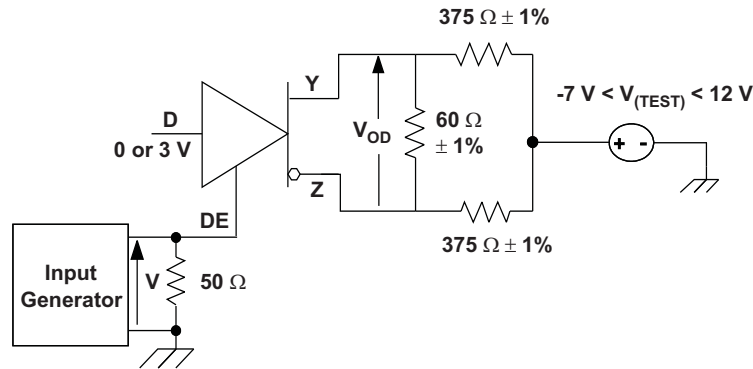 375 Ω ± 1%
Y
-7 V < V(TEST) < 12 V
D
VOD
60 Ω
± 1%
+ -
0 or 3 V
Z
DE
375 Ω ± 1%
Input
Generator
V
50 Ω